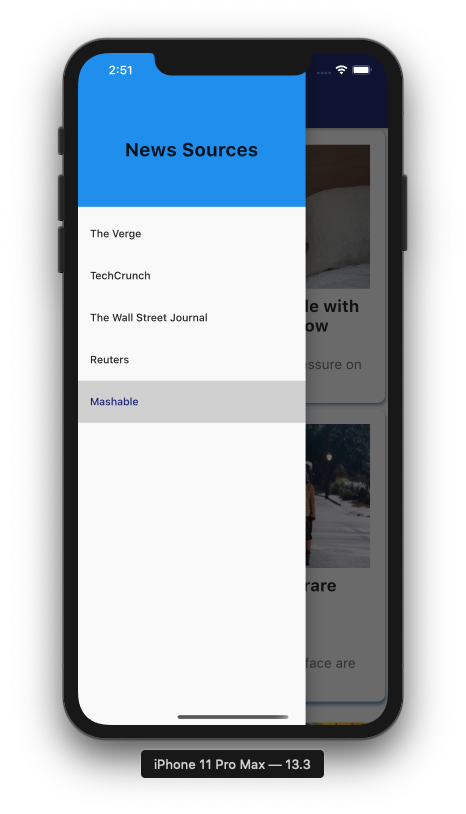 2:51
News Sources
The Verge
TechCrunch
The Wall Street Journal
Reuters
Mashable
le with
ow
essure on
rare
face are
iPhone 11 Pro Max — 13.3